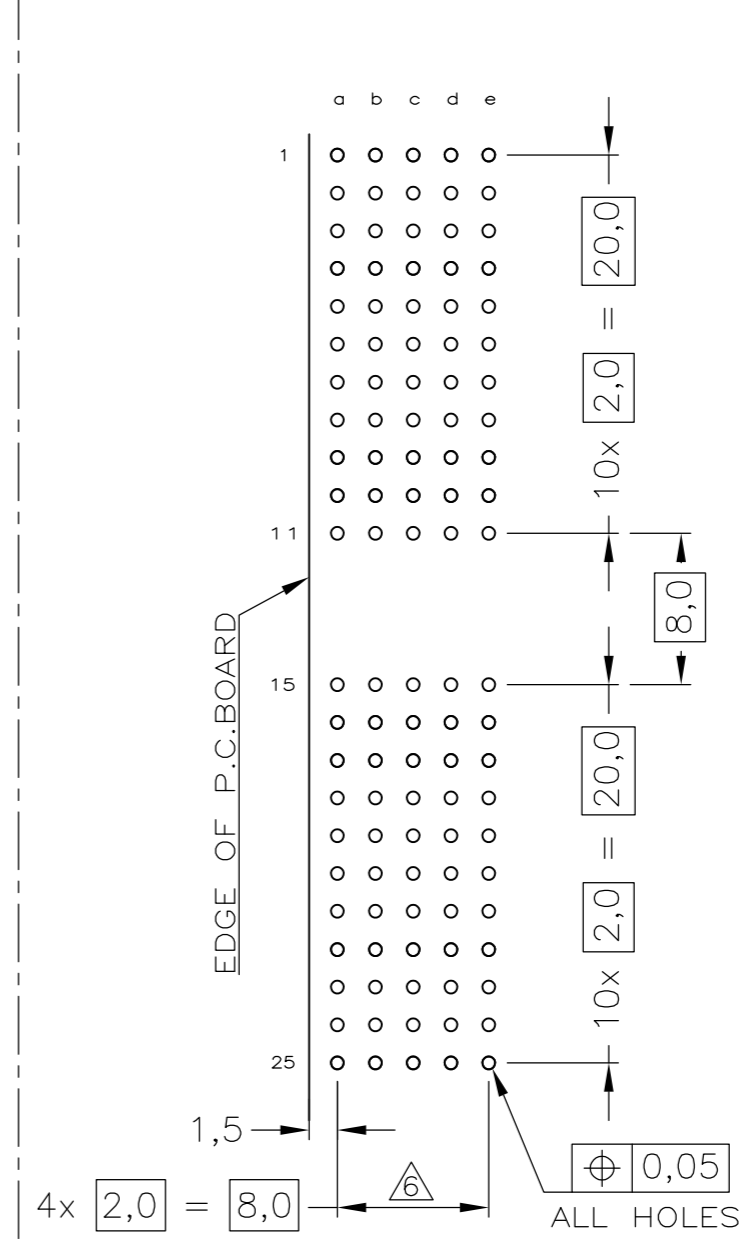 a b c d e
1
10x 2,0 = 20,0
11
8,0
EDGE OF P.C.BOARD
15
10x 2,0 = 20,0
25
1,5
6
4x 2,0 = 8,0
⌖ 0,05
ALL HOLES